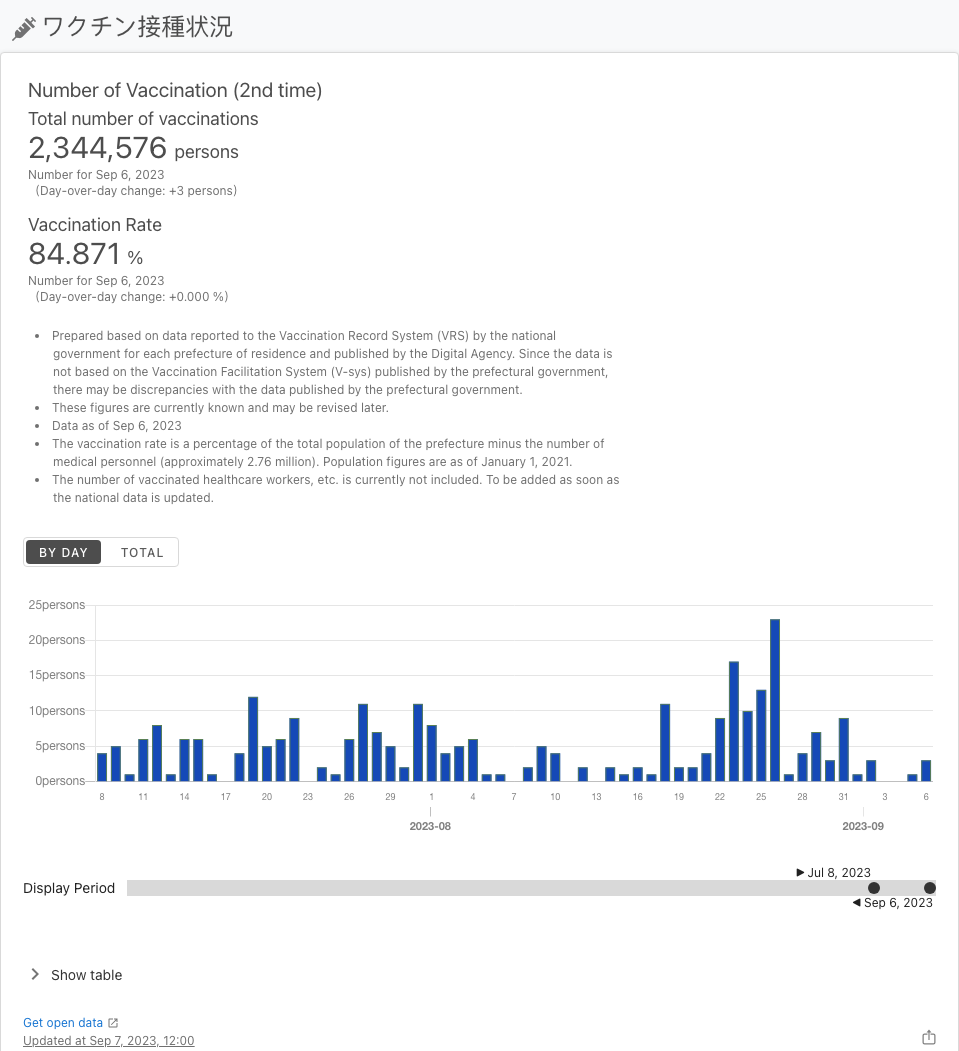 ワクチン接種状況
Number of Vaccination (2nd time)
Total number of vaccinations
2,344,576 persons
Number for Sep 6, 2023
(Day-over-day change: +3 persons)
Vaccination Rate
84.871 %
Number for Sep 6, 2023
(Day-over-day change: +0.000 %)
• Prepared based on data reported to the Vaccination Record System (VRS) by the national
government for each prefecture of residence and published by the Digital Agency. Since the data is
not based on the Vaccination Facilitation System (V-sys) published by the prefectural government,
there may be discrepancies with the data published by the prefectural government.
• These figures are currently known and may be revised later.
• Data as of Sep 6, 2023
• The vaccination rate is a percentage of the total population of the prefecture minus the number of
medical personnel (approximately 2.76 million). Population figures are as of January 1, 2021.
• The number of vaccinated healthcare workers, etc. is currently not included. To be added as soon as
the national data is updated.
BY DAY TOTAL
25persons
20persons
15persons
10persons
5persons
0persons
8 11 14 17 20 23 26 29 1 4 7 10 13 16 19 22 25 28 31 3 6
2023-08 2023-09
▶ Jul 8, 2023
Display Period
◀ Sep 6, 2023
Show table
Get open data
Updated at Sep 7, 2023, 12:00